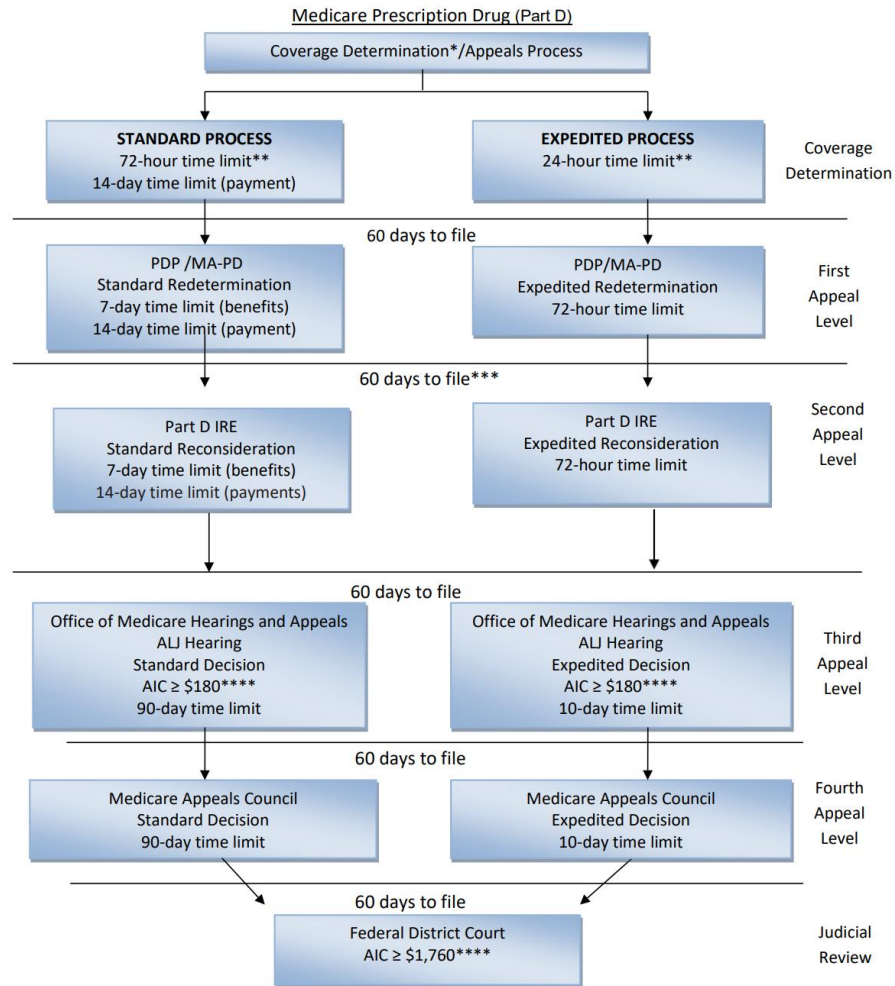 Medicare Prescription Drug (Part D)
Coverage Determination*/Appeals Process
STANDARD PROCESS
72-hour time limit**
14-day time limit (payment)
EXPEDITED PROCESS
24-hour time limit**
Coverage
Determination
60 days to file
PDP /MA-PD
Standard Redetermination
7-day time limit (benefits)
14-day time limit (payment)
PDP/MA-PD
Expedited Redetermination
72-hour time limit
First
Appeal
Level
60 days to file***
Part D IRE
Standard Reconsideration
7-day time limit (benefits)
14-day time limit (payments)
Part D IRE
Expedited Reconsideration
72-hour time limit
Second
Appeal
Level
60 days to file
Office of Medicare Hearings and Appeals
ALJ Hearing
Standard Decision
AIC ≥ $180****
90-day time limit
Office of Medicare Hearings and Appeals
ALJ Hearing
Expedited Decision
AIC ≥ $180****
10-day time limit
Third
Appeal
Level
60 days to file
Medicare Appeals Council
Standard Decision
90-day time limit
Medicare Appeals Council
Expedited Decision
10-day time limit
Fourth
Appeal
Level
60 days to file
Federal District Court
AIC ≥ $1,760****
Judicial
Review